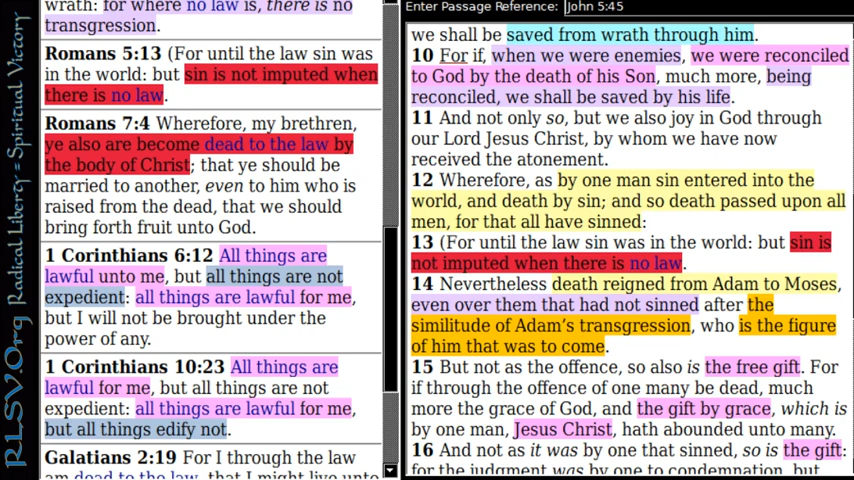 RLSV.Org Radical Liberty = Spiritual Victory
wrath: for where no law is, there is no
transgression.
Romans 5:13 (For until the law sin was
in the world: but sin is not imputed when
there is no law.
Romans 7:4 Wherefore, my brethren,
ye also are become dead to the law by
the body of Christ; that ye should be
married to another, even to him who is
raised from the dead, that we should
bring forth fruit unto God.
1 Corinthians 6:12 All things are
lawful unto me, but all things are not
expedient: all things are lawful for me,
but I will not be brought under the
power of any.
1 Corinthians 10:23 All things are
lawful for me, but all things are not
expedient: all things are lawful for me,
but all things edify not.
Galatians 2:19 For I through the law
am dead to the law, that I might live unto
Enter Passage Reference: John 5:45
we shall be saved from wrath through him.
10 For if, when we were enemies, we were reconciled
to God by the death of his Son, much more, being
reconciled, we shall be saved by his life.
11 And not only so, but we also joy in God through
our Lord Jesus Christ, by whom we have now
received the atonement.
12 Wherefore, as by one man sin entered into the
world, and death by sin; and so death passed upon all
men, for that all have sinned:
13 (For until the law sin was in the world: but sin is
not imputed when there is no law.
14 Nevertheless death reigned from Adam to Moses,
even over them that had not sinned after the
similitude of Adam's transgression, who is the figure
of him that was to come.
15 But not as the offence, so also is the free gift. For
if through the offence of one many be dead, much
more the grace of God, and the gift by grace, which is
by one man, Jesus Christ, hath abounded unto many.
16 And not as it was by one that sinned, so is the gift:
for the judgment was by one to condemnation, but